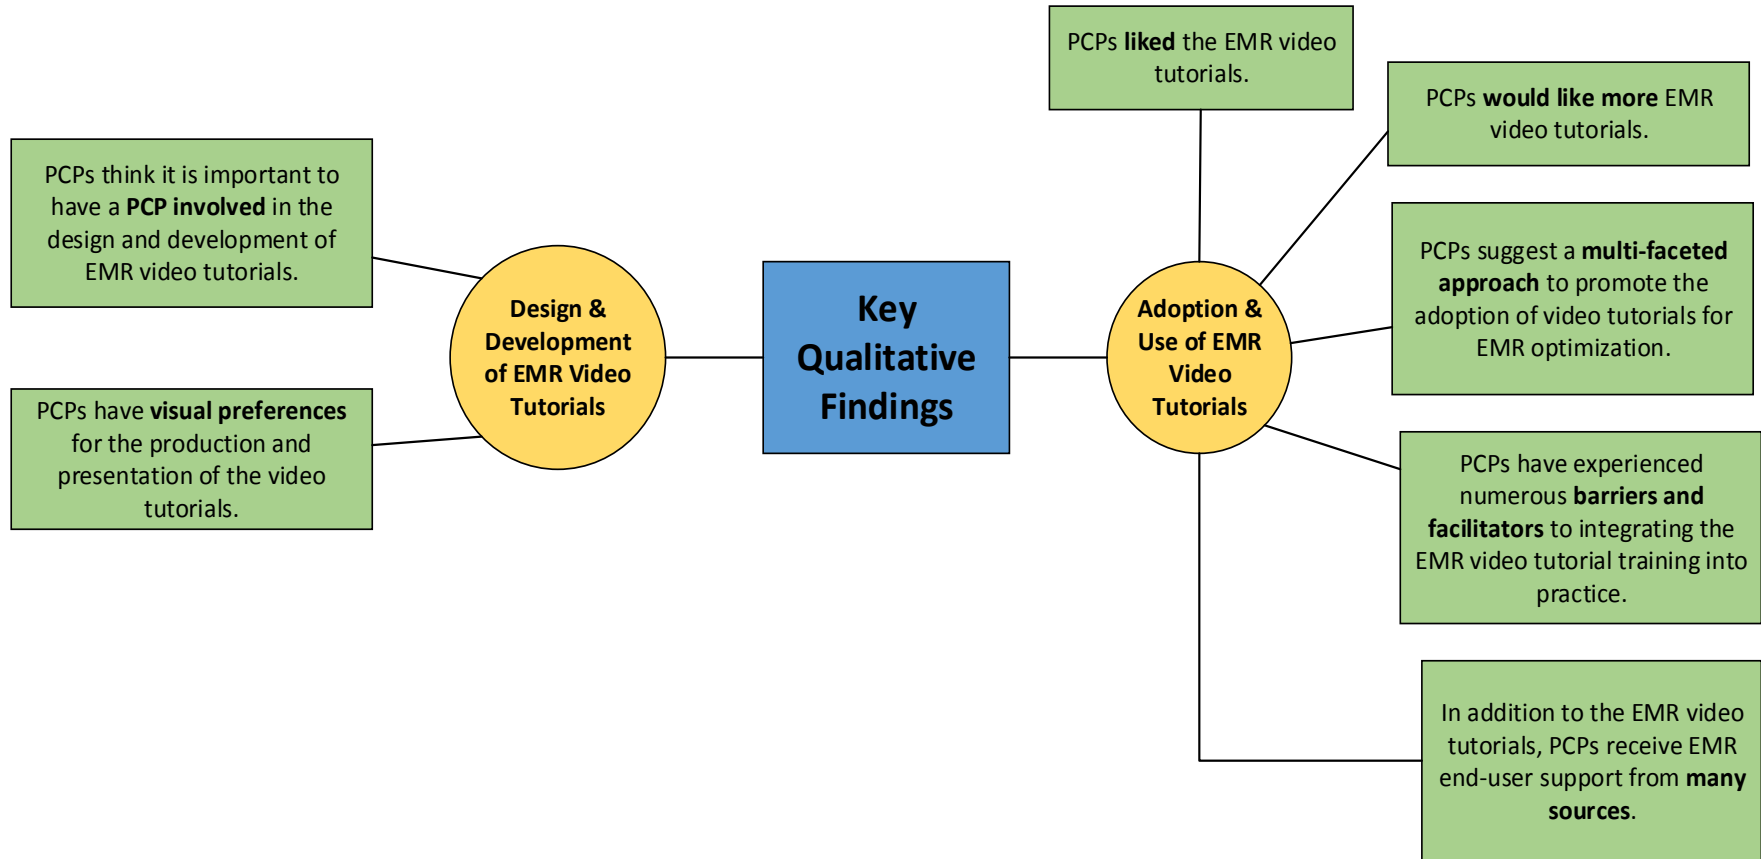 PCPs think it is important to
have a PCP involved in the
design and development of
EMR video tutorials.
PCPs have visual preferences
for the production and
presentation of the video
tutorials.
Design &
Development
of EMR Video
Tutorials
Key
Qualitative
Findings
Adoption &
Use of EMR
Video
Tutorials
PCPs liked the EMR video
tutorials.
PCPs would like more EMR
video tutorials.
PCPs suggest a multi-faceted
approach to promote the
adoption of video tutorials for
EMR optimization.
PCPs have experienced
numerous barriers and
facilitators to integrating the
EMR video tutorial training into
practice.
In addition to the EMR video
tutorials, PCPs receive EMR
end-user support from many
sources.